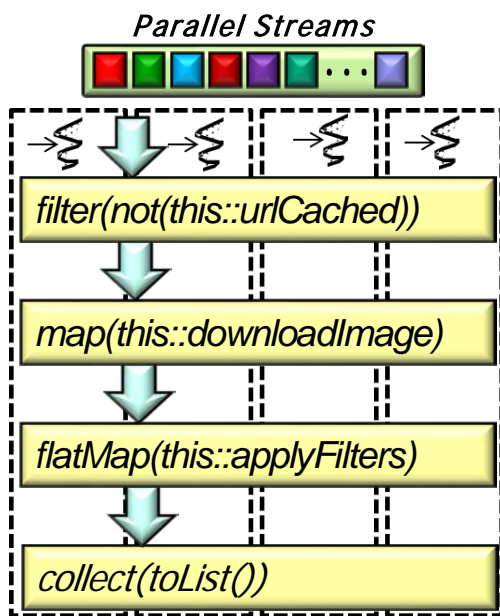 Parallel Streams
...
filter(not(this::urlCached))
map(this::downloadImage)
flatMap(this::applyFilters)
collect(toList())